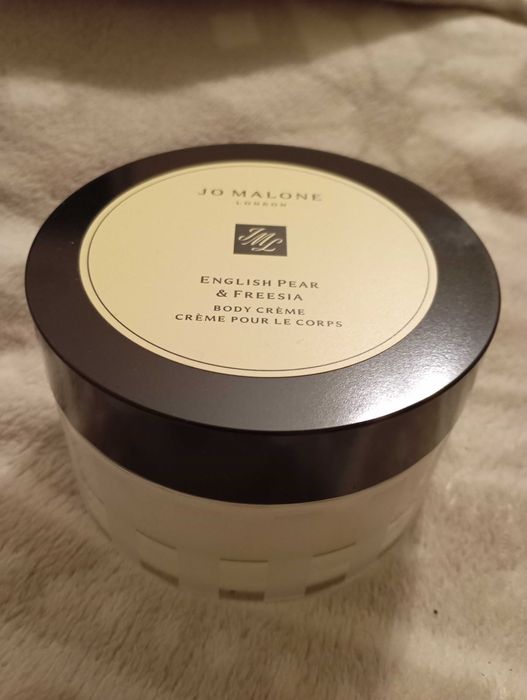 JO MALONE
LONDON
JML
ENGLISH PEAR
& FREESIA
BODY CRÈME
CRÈME POUR LE CORPS